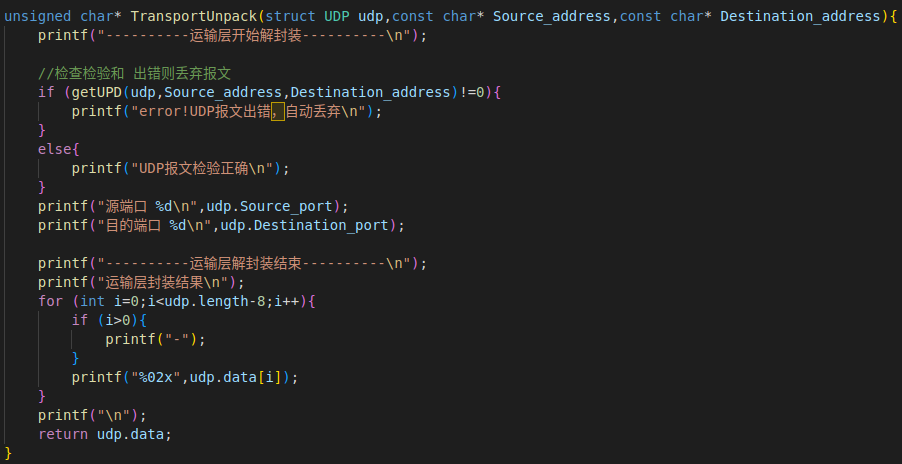 unsigned char* TransportUnpack(struct UDP udp,const char* Source_address,const char* Destination_address){
    printf("----------运输层开始解封装----------\n");

    //检查检验和 出错则丢弃报文
    if (getUPD(udp,Source_address,Destination_address)!=0){
        printf("error!UDP报文出错，自动丢弃\n");
    }
    else{
        printf("UDP报文检验正确\n");
    }
    printf("源端口 %d\n",udp.Source_port);
    printf("目的端口 %d\n",udp.Destination_port);

    printf("----------运输层解封装结束----------\n");
    printf("运输层封装结果\n");
    for (int i=0;i<udp.length-8;i++){
        if (i>0){
            printf("-");
        }
        printf("%02x",udp.data[i]);
    }
    printf("\n");
    return udp.data;
}